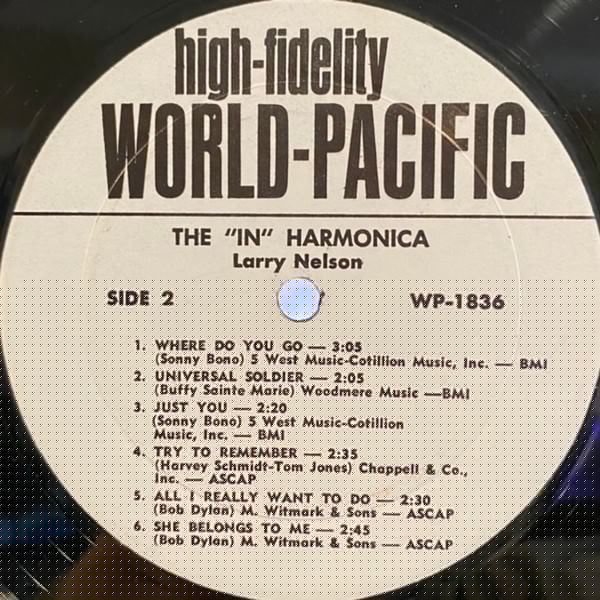 high-fidelity
WORLD-PACIFIC
THE "IN" HARMONICA
Larry Nelson
SIDE 2
WP-1836
1. WHERE DO YOU GO — 3:05
(Sonny Bono) 5 West Music-Cotillion Music, Inc. — BMI
2. UNIVERSAL SOLDIER — 2:05
(Buffy Sainte Marie) Woodmere Music —BMI
3. JUST YOU — 2:20
(Sonny Bono) 5 West Music-Cotillion
Music, Inc. — BMI
4. TRY TO REMEMBER — 2:35
(Harvey Schmidt-Tom Jones) Chappell & Co.,
Inc. — ASCAP
5. ALL I REALLY WANT TO DO — 2:30
(Bob Dylan) M. Witmark & Sons — ASCAP
6. SHE BELONGS TO ME — 2:45
(Bob Dylan) M. Witmark & Sons — ASCAP